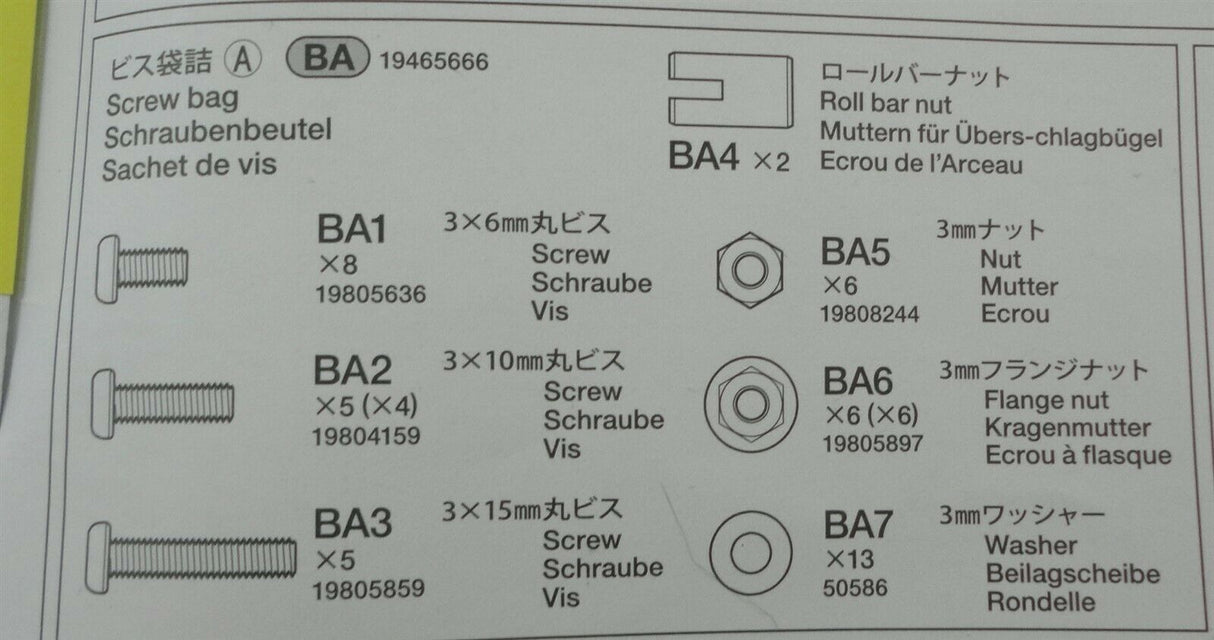 ビス袋詰 Ⓐ BA 19465666
Screw bag
Schraubenbeutel
Sachet de vis
BA1
×8
19805636
3×6㎜丸ビス
Screw
Schraube
Vis
BA2
×5 (×4)
19804159
3×10㎜丸ビス
Screw
Schraube
Vis
BA3
×5
19805859
3×15㎜丸ビス
Screw
Schraube
Vis
BA4 ×2
ロールバーナット
Roll bar nut
Muttern für Übers-chlagbügel
Ecrou de l'Arceau
BA5
×6
19808244
3㎜ナット
Nut
Mutter
Ecrou
BA6
×6 (×6)
19805897
3㎜フランジナット
Flange nut
Kragenmutter
Ecrou à flasque
BA7
×13
50586
3㎜ワッシャー
Washer
Beilagscheibe
Rondelle